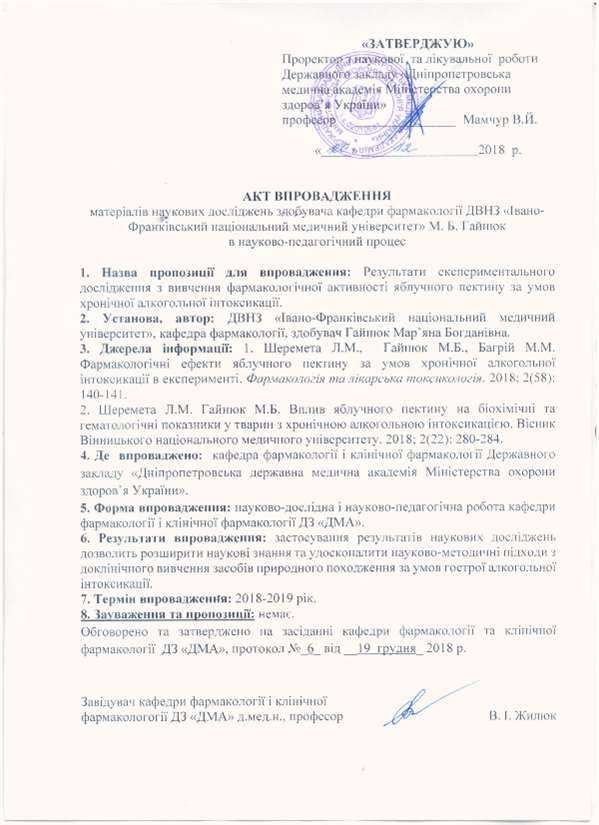 «ЗАТВЕРДЖУЮ»
Проректор з наукової та лікувальної роботи
Державного закладу «Дніпропетровська
медична академія Міністерства охорони
здоров’я України»
професор ____________________ Мамчур В.Й.
« 12 2018 р.
АКТ ВПРОВАДЖЕННЯ
матеріалів наукових досліджень здобувача кафедри фармакології ДВНЗ «Івано-
Франківський національний медичний університет» М. Б. Гайнюк
в науково-педагогічний процес
1. Назва пропозиції для впровадження: Результати експериментального
дослідження з вивчення фармакологічної активності яблучного пектину за умов
хронічної алкогольної інтоксикації.
2. Установа, автор: ДВНЗ «Івано-Франківський національний медичний
університет», кафедра фармакології, здобувач Гайнюк Мар’яна Богданівна.
3. Джерела інформації: 1. Шеремета Л.М., Гайнюк М.Б., Багрій М.М.
Фармакологічні ефекти яблучного пектину за умов хронічної алкогольної
інтоксикації в експерименті. Фармакологія та лікарська токсикологія. 2018; 2(58):
140-141.
2. Шеремета Л.М. Гайнюк М.Б. Вплив яблучного пектину на біохімічні та
гематологічні показники у тварин з хронічною алкогольною інтоксикацією. Вісник
Вінницького національного медичного університету. 2018; 2(22): 280-284.
4. Де впроваджено: кафедра фармакології і клінічної фармакології Державного
закладу «Дніпропетровська державна медична академія Міністерства охорони
здоров’я України».
5. Форма впровадження: науково-дослідна і науково-педагогічна робота кафедри
фармакології і клінічної фармакології ДЗ «ДМА».
6. Результати впровадження: застосування результатів наукових досліджень
дозволить розширити наукові знання та удосконалити науково-методичні підходи з
доклінічного вивчення засобів природного походження за умов гострої алкогольної
інтоксикації.
7. Термін впровадження: 2018-2019 рік.
8. Зауваження та пропозиції: немає.
Обговорено та затверджено на засіданні кафедри фармакології та клінічної
фармакології ДЗ «ДМА», протокол №_6_ від __19 грудня_ 2018 р.
Завідувач кафедри фармакології і клінічної
фармакологогії ДЗ «ДМА» д.мед.н., професор В. І. Жилюк